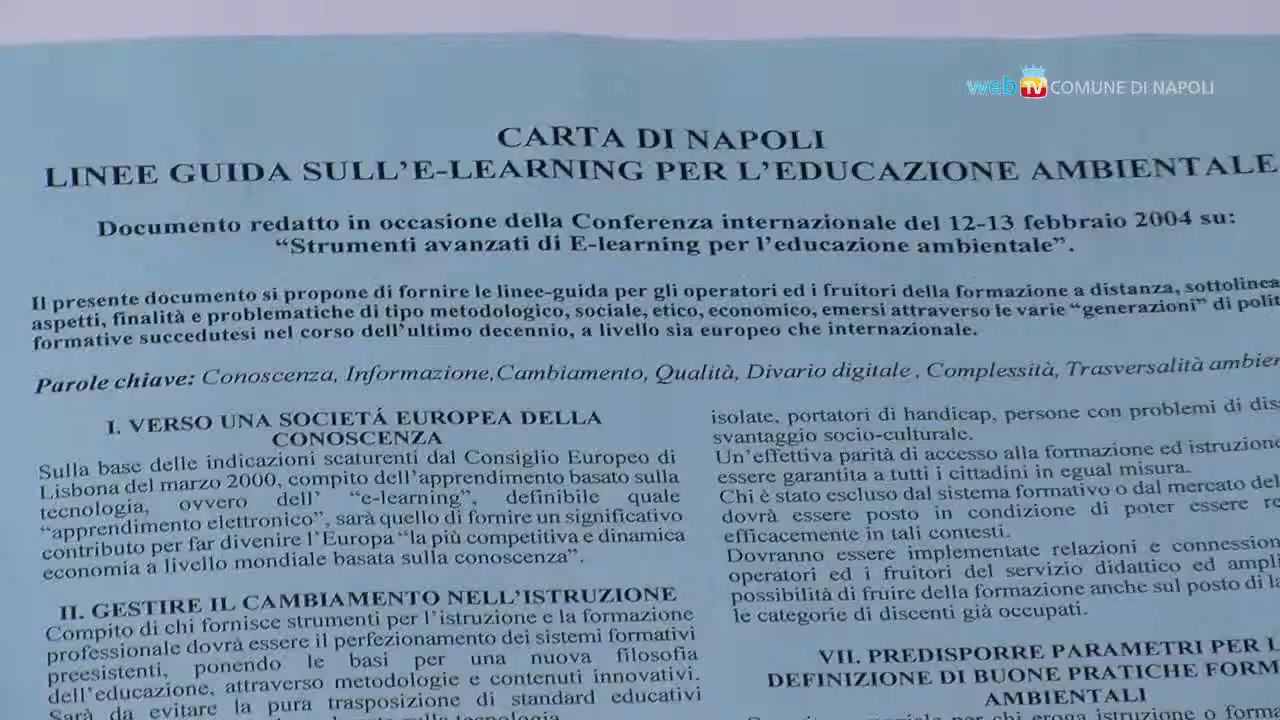 web TV COMUNE DI NAPOLI
CARTA DI NAPOLI
LINEE GUIDA SULL'E-LEARNING PER L'EDUCAZIONE AMBIENTALE
Documento redatto in occasione della Conferenza internazionale del 12-13 febbraio 2004 su:
“Strumenti avanzati di E-learning per l'educazione ambientale”.
Il presente documento si propone di fornire le linee-guida per gli operatori ed i fruitori della formazione a distanza, sottolinea
aspetti, finalità e problematiche di tipo metodologico, sociale, etico, economico, emersi attraverso le varie “generazioni” di polit
formative succedutesi nel corso dell'ultimo decennio, a livello sia europeo che internazionale.
Parole chiave: Conoscenza, Informazione,Cambiamento, Qualità, Divario digitale , Complessità, Trasversalità ambien
I. VERSO UNA SOCIETÁ EUROPEA DELLA
CONOSCENZA
Sulla base delle indicazioni scaturenti dal Consiglio Europeo di
Lisbona del marzo 2000, compito dell'apprendimento basato sulla
tecnologia, ovvero dell' “e-learning”, definibile quale
“apprendimento elettronico”, sarà quello di fornire un significativo
contributo per far divenire l'Europa “la più competitiva e dinamica
economia a livello mondiale basata sulla conoscenza”.
II. GESTIRE IL CAMBIAMENTO NELL'ISTRUZIONE
Compito di chi fornisce strumenti per l'istruzione e la formazione
professionale dovrà essere il perfezionamento dei sistemi formativi
preesistenti, ponendo le basi per una nuova filosofia
dell'educazione, attraverso metodologie e contenuti innovativi.
Sarà da evitare la pura trasposizione di standard educativi
isolate, portatori di handicap, persone con problemi di dis
svantaggio socio-culturale.
Un'effettiva parità di accesso alla formazione ed istruzione
essere garantita a tutti i cittadini in egual misura.
Chi è stato escluso dal sistema formativo o dal mercato del
dovrà essere posto in condizione di poter essere re
efficacemente in tali contesti.
Dovranno essere implementate relazioni e connession
operatori ed i fruitori del servizio didattico ed ampli
possibilità di fruire della formazione anche sul posto di la
le categorie di discenti già occupati.
VII. PREDISPORRE PARAMETRI PER L
DEFINIZIONE DI BUONE PRATICHE FORM
AMBIENTALI
per chi eroga istruzione o forma